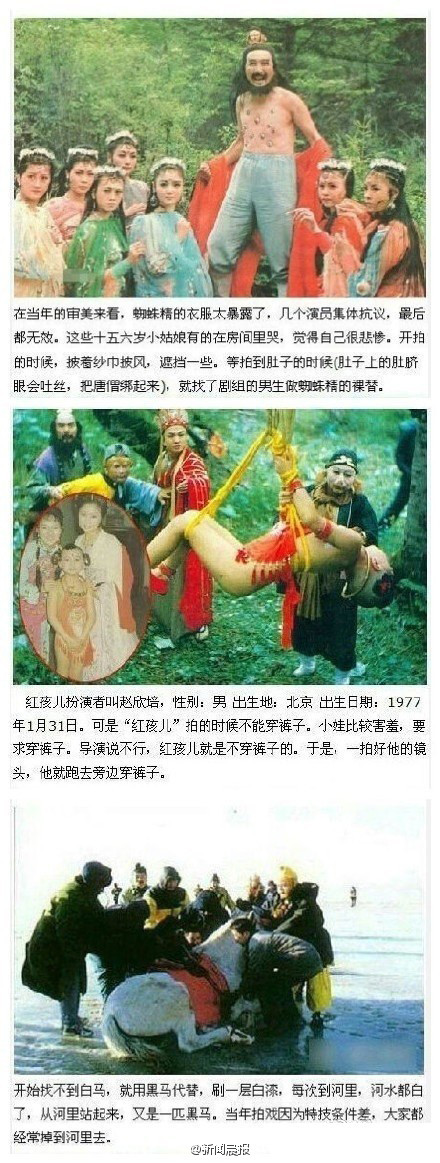 在当年的审美来看，蜘蛛精的衣服太暴露了，几个演员集体抗议，最后
都无效。这些十五六岁小姑娘有的在房间里哭，觉得自己很悲惨。开拍
的时候，披着纱巾披风，遮挡一些。等拍到肚子的时候(肚子上的肚脐
眼会吐丝，把唐僧绑起来)，就找了剧组的男生做蜘蛛精的裸替。
红孩儿扮演者叫赵欣培，性别：男 出生地：北京 出生日期：1977
年1月31日。可是“红孩儿”拍的时候不能穿裤子。小娃比较害羞，要
求穿裤子。导演说不行，红孩儿就是不穿裤子的。于是，一拍好他的镜
头，他就跑去旁边穿裤子。
开始找不到白马，就用黑马代替，刷一层白漆，每次到河里，河水都白
了，从河里站起来，又是一匹黑马。当年拍戏因为特技条件差，大家都
经常掉到河里去。
@新闻晨报